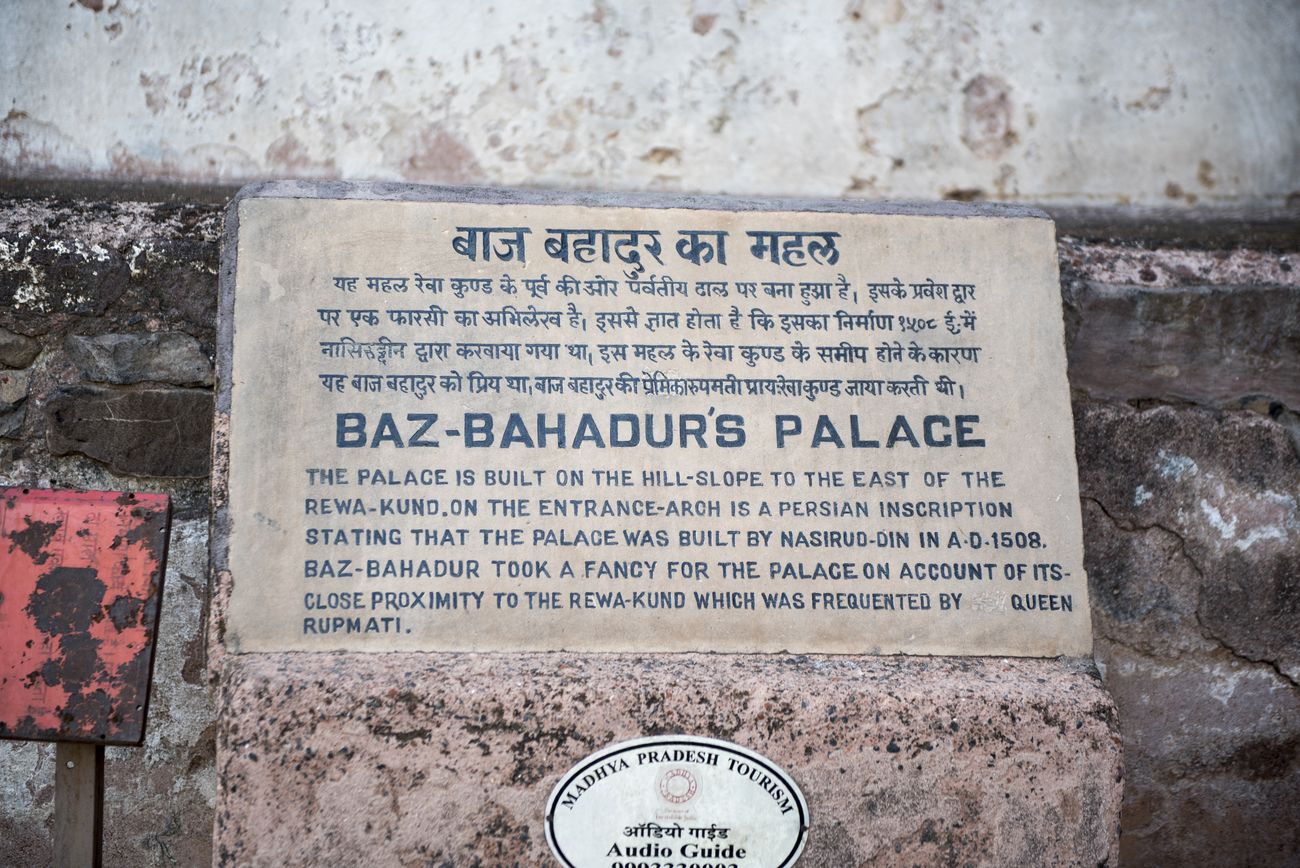 बाज बहादुर का महल
यह महल रेवा कुण्ड के पूर्व की ओर पर्वतीय ढाल पर बना हुआ है, इसके प्रवेश द्वार
पर एक फारसी का अभिलेख है, इससे ज्ञात होता है कि इसका निर्माण १५०८ ई. में
नासिरुद्दीन द्वारा करवाया गया था, इस महल के रेवा कुण्ड के समीप होने के कारण
यह बाज बहादुर को प्रिय था, बाज बहादुर की प्रेमिका रुपमती प्रायः रेवा कुण्ड जाया करती थी।
BAZ-BAHADUR'S PALACE
THE PALACE IS BUILT ON THE HILL-SLOPE TO THE EAST OF THE
REWA-KUND. ON THE ENTRANCE-ARCH IS A PERSIAN INSCRIPTION
STATING THAT THE PALACE WAS BUILT BY NASIRUD-DIN IN A.D.1508.
BAZ-BAHADUR TOOK A FANCY FOR THE PALACE ON ACCOUNT OF ITS-
CLOSE PROXIMITY TO THE REWA-KUND WHICH WAS FREQUENTED BY QUEEN
RUPMATI.
MADHYA PRADESH TOURISM
ऑडियो गाईड
Audio Guide